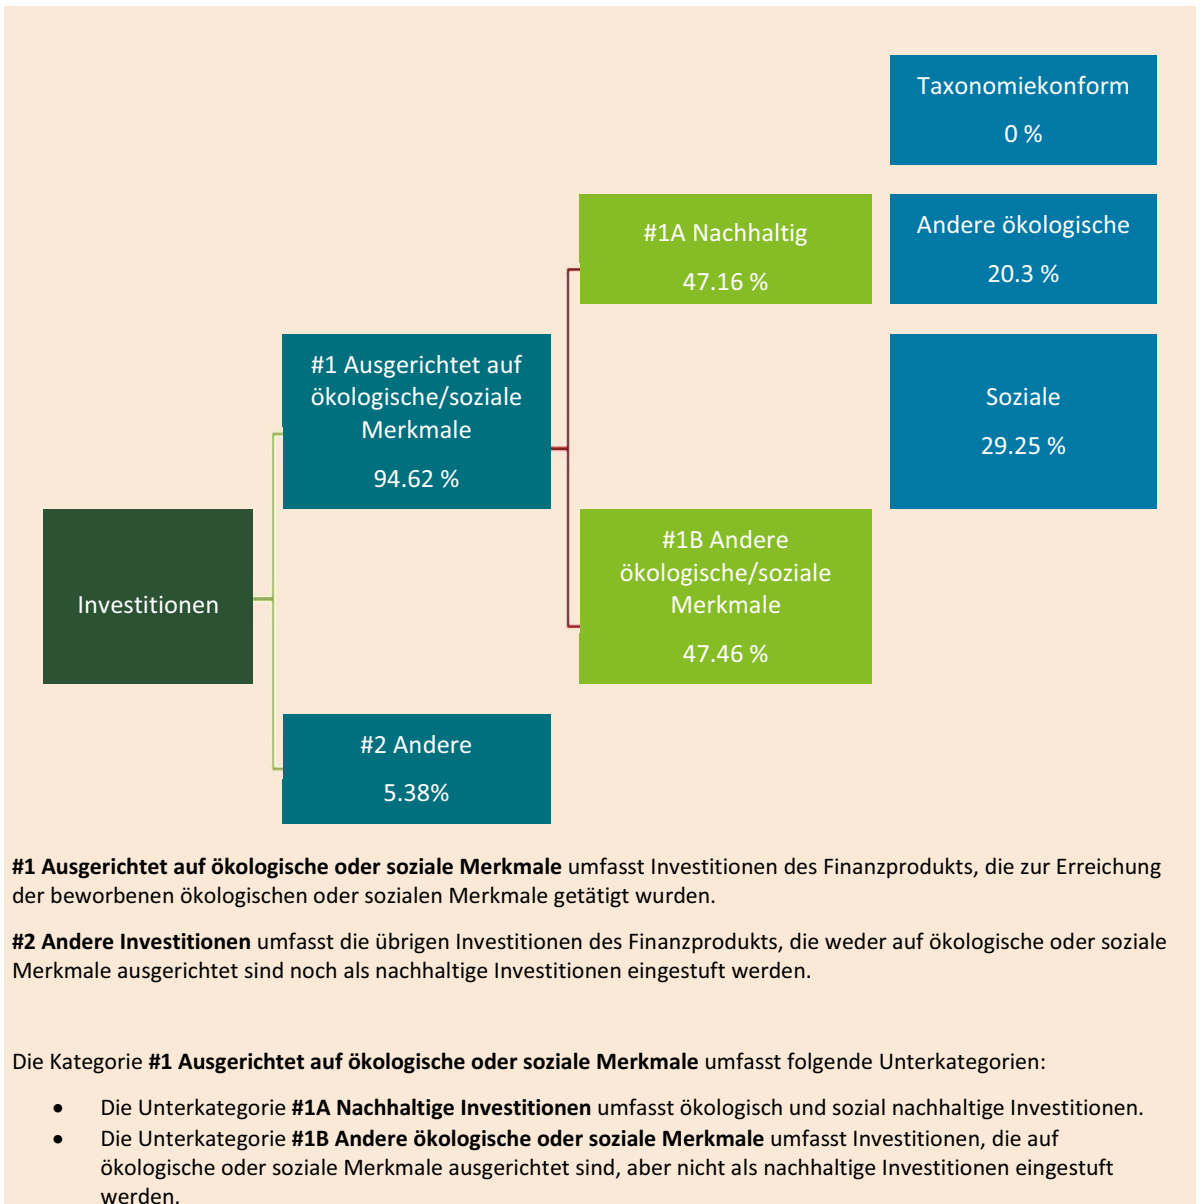 Taxonomiekonform
0 %
#1A Nachhaltig
47.16 %
Andere ökologische
20.3 %
#1 Ausgerichtet auf
ökologische/soziale
Merkmale
94.62 %
Soziale
29.25 %
Investitionen
#1B Andere
ökologische/soziale
Merkmale
47.46 %
#2 Andere
5.38%
#1 Ausgerichtet auf ökologische oder soziale Merkmale umfasst Investitionen des Finanzprodukts, die zur Erreichung
der beworbenen ökologischen oder sozialen Merkmale getätigt wurden.
#2 Andere Investitionen umfasst die übrigen Investitionen des Finanzprodukts, die weder auf ökologische oder soziale
Merkmale ausgerichtet sind noch als nachhaltige Investitionen eingestuft werden.
Die Kategorie #1 Ausgerichtet auf ökologische oder soziale Merkmale umfasst folgende Unterkategorien:
• Die Unterkategorie #1A Nachhaltige Investitionen umfasst ökologisch und sozial nachhaltige Investitionen.
• Die Unterkategorie #1B Andere ökologische oder soziale Merkmale umfasst Investitionen, die auf
ökologische oder soziale Merkmale ausgerichtet sind, aber nicht als nachhaltige Investitionen eingestuft
werden.